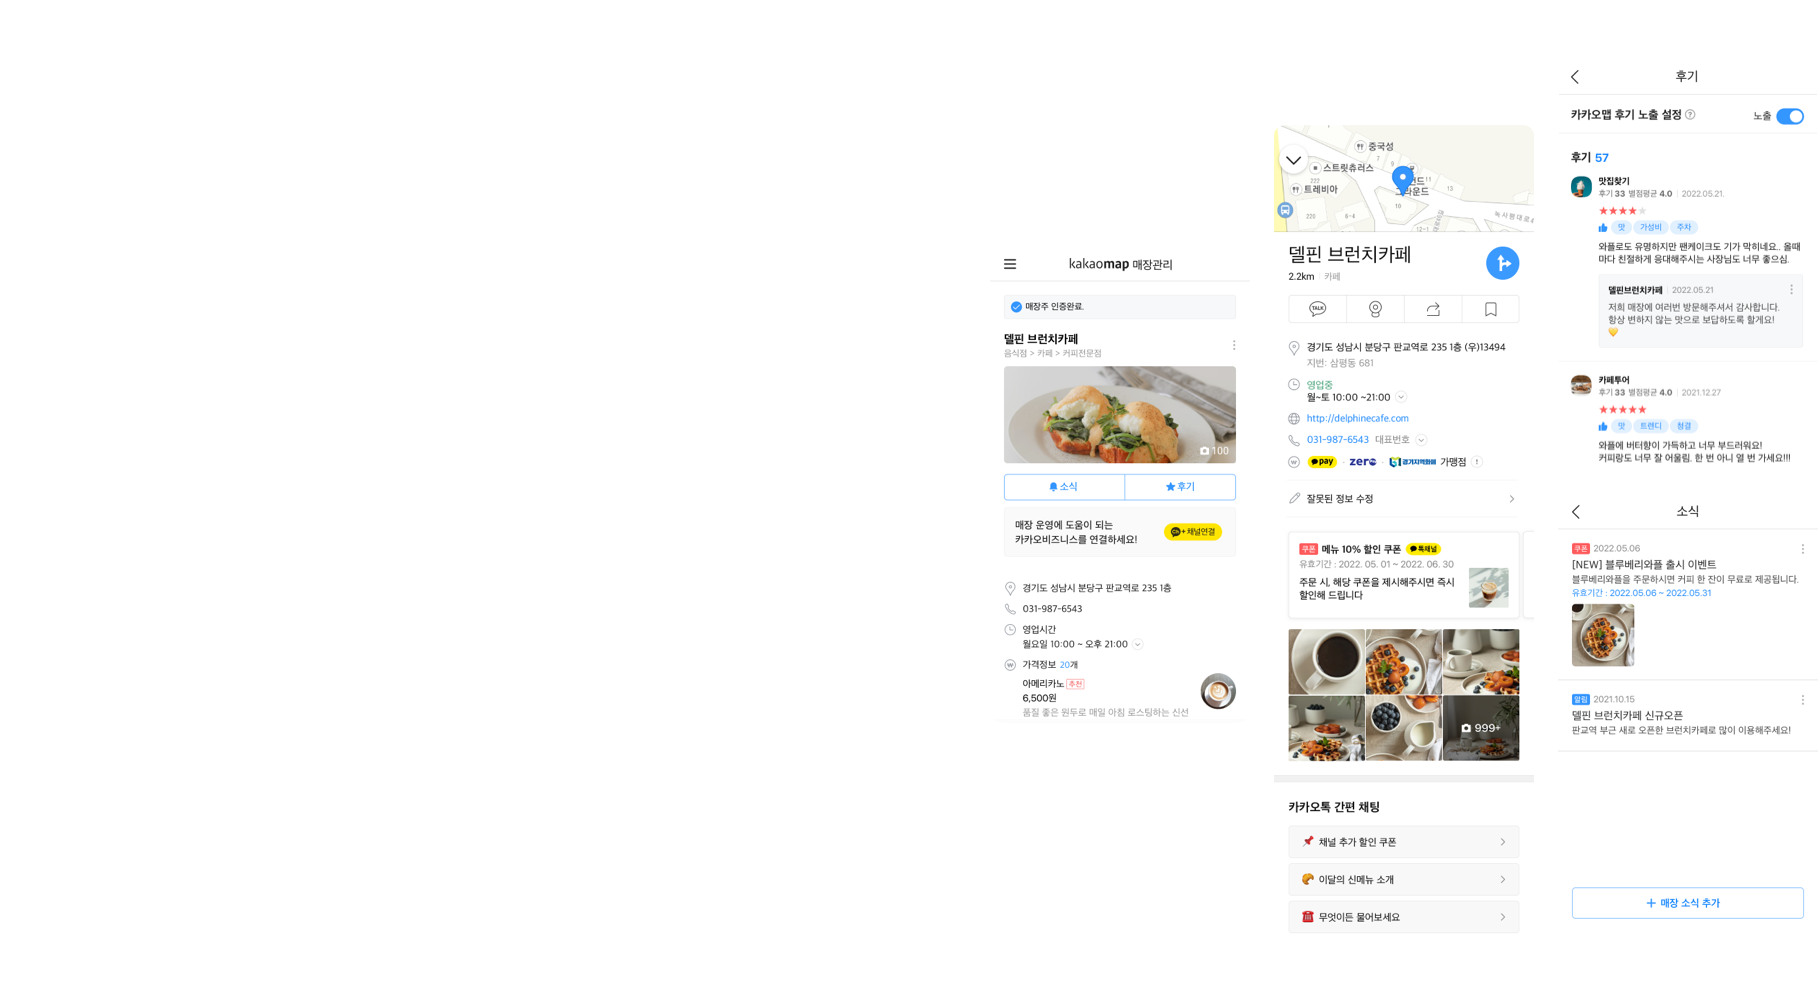 kakaomap 매장관리
매장주 인증완료.
델핀 브런치카페
음식점 > 카페 > 커피전문점
100
소식
후기
매장 운영에 도움이 되는
카카오비즈니스를 연결하세요!
Ch+채널연결
경기도 성남시 분당구 판교역로 235 1층
031-987-6543
영업시간
월요일 10:00 ~ 오후 21:00
가격정보 20개
아메리카노 추천
6,500원
품질 좋은 원두로 매일 아침 로스팅하는 신선
중국성
스트릿츄러스
트레비아
222
220
6-4
7
9
11
13
10
12-1
녹사평대로4
델핀 브런치카페
2.2km 카페
TALK
경기도 성남시 분당구 판교역로 235 1층 (우)13494
지번: 삼평동 681
영업중
월~토 10:00 ~21:00
http://delphinecafe.com
031-987-6543 대표번호
pay · zero · 경기지역화폐 가맹점
잘못된 정보 수정
쿠폰 메뉴 10% 할인 쿠폰 톡채널
유효기간 : 2022. 05. 01 ~ 2022. 06. 30
주문 시, 해당 쿠폰을 제시해주시면 즉시
할인해 드립니다
999+
카카오톡 간편 채팅
채널 추가 할인 쿠폰
이달의 신메뉴 소개
무엇이든 물어보세요
후기
카카오맵 후기 노출 설정 ?
노출
후기 57
맛집찾기
후기 33 별점평균 4.0 2022.05.21.
맛 가성비 주차
와플로도 유명하지만 팬케이크도 기가 막히네요.. 올때
마다 친절하게 응대해주시는 사장님도 너무 좋으심.
델핀브런치카페 2022.05.21
저희 매장에 여러번 방문해주셔서 감사합니다.
항상 변하지 않는 맛으로 보답하도록 할게요!
카페투어
후기 33 별점평균 4.0 2021.12.27
맛 트렌디 청결
와플에 버터향이 가득하고 너무 부드러워요!
커피랑도 너무 잘 어울림. 한 번 아니 열 번 가세요!!!
소식
쿠폰 2022.05.06
[NEW] 블루베리와플 출시 이벤트
블루베리와플을 주문하시면 커피 한 잔이 무료로 제공됩니다.
유효기간 : 2022.05.06 ~ 2022.05.31
알림 2021.10.15
델핀 브런치카페 신규오픈
판교역 부근 새로 오픈한 브런치카페로 많이 이용해주세요!
+ 매장 소식 추가